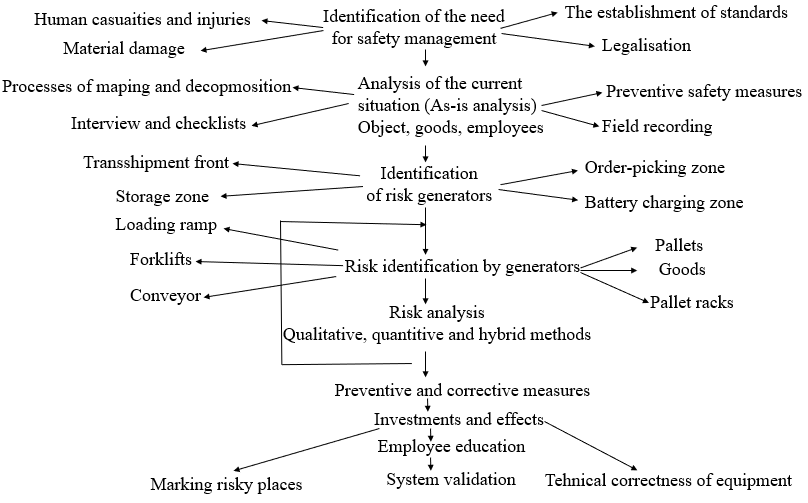 Human casuaities and injuries
Identification of the need
for safety management
The establishment of standards
Material damage
Legalisation
Processes of maping and decopmosition
Analysis of the current
situation (As-is analysis)
Object, goods, employees
Preventive safety measures
Interview and checklists
Field recording
Transshipment front
Identification
of risk generators
Order-picking zone
Storage zone
Battery charging zone
Loading ramp
Forklifts
Conveyor
Risk identification by generators
Pallets
Goods
Pallet racks
Risk analysis
Qualitative, quantitive and hybrid methods
Preventive and corrective measures
Investments and effects
Employee education
Marking risky places
System validation
Tehnical correctness of equipment